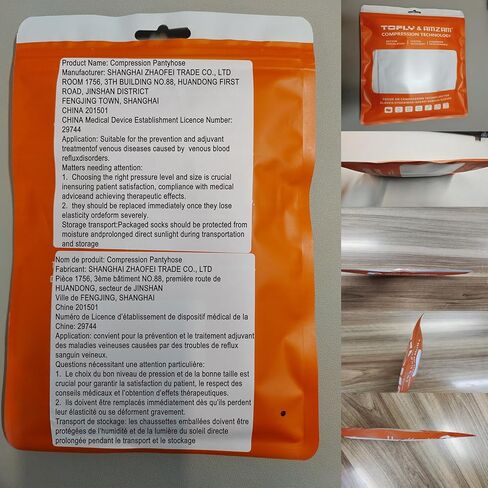 Product Name: Compression Pantyhose
Manufacturer: SHANGHAI ZHAOFEI TRADE CO., LTD
ROOM 1756, 3TH BUILDING NO.88, HUANDONG FIRST
ROAD, JINSHAN DISTRICT
FENGJING TOWN, SHANGHAI
CHINA 201501
CHINA Medical Device Establishment Licence Number:
29744
Application: Suitable for the prevention and adjuvant
treatmentof venous diseases caused by venous blood
refluxdisorders.
Matters needing attention:
1. Choosing the right pressure level and size is crucial
inensuring patient satisfaction, compliance with medical
adviceand achieving therapeutic effects.
2. they should be replaced immediately once they lose
elasticity ordeform severely.
Storage transport:Packaged socks should be protected from
moisture andprolonged direct sunlight during transportation
and storage
Nom de produit: Compression Pantyhose
Fabricant: SHANGHAI ZHAOFEI TRADE CO., LTD
Pièce 1756, 3ème bâtiment NO.88, première route de
HUANDONG, secteur de JINSHAN
Ville de FENGJING, SHANGHAI
Chine 201501
Numéro de Licence d'établissement de dispositif médical de la
Chine: 29744
Application: convient pour la prévention et le traitement adjuvant
des maladies veineuses causées par des troubles de reflux
sanguin veineux.
Questions nécessitant une attention particulière:
1. Le choix du bon niveau de pression et de la bonne taille est
crucial pour garantir la satisfaction du patient, le respect des
conseils médicaux et l'obtention d'effets thérapeutiques.
2. Ils doivent être remplacés immédiatement dès qu'ils perdent
leur élasticité ou se déforment gravement.
Transport de stockage: les chaussettes emballées doivent être
protégées de l'humidité et de la lumière du soleil directe
prolongée pendant le transport et le stockage
TOFLY & AMZAM
COMPRESSION TECHNOLOGY